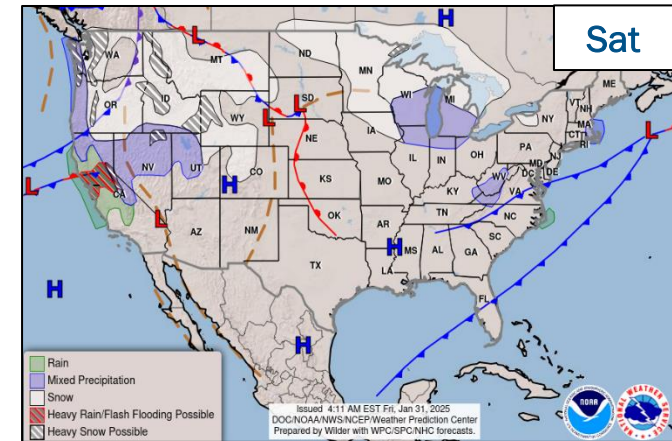 Sat
H
L
WA
MT
ND
MN
ME
OR
ID
SD
WI
MI
VT
NH
NY
MA
CT
RI
L
L
L
WY
NE
IA
PA
NJ
OH
IL
IN
MD
DE
DC
WV
VA
NV
UT
CO
H
KS
MO
KY
L
CA
L
AZ
NM
OK
AR
TN
NC
SC
H
MS
AL
GA
TX
LA
FL
H
H
Rain
Mixed Precipitation
Snow
Heavy Rain/Flash Flooding Possible
Heavy Snow Possible
Issued 4:11 AM EST Fri, Jan 31, 2025
DOC/NOAA/NWS/NCEP/Weather Prediction Center
Prepared by Wilder with WPC/SPC/NHC forecasts.
NOAA